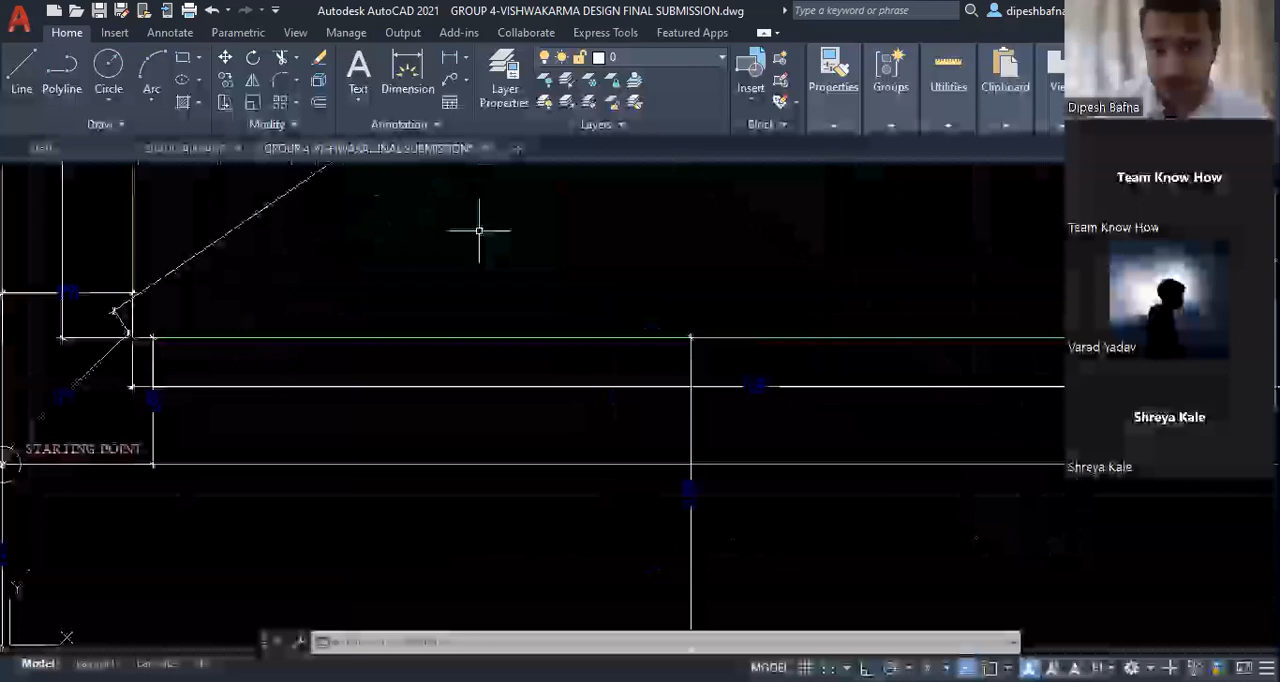 Autodesk AutoCAD 2021 GROUP 4-VISHWAKARMA DESIGN FINAL SUBMISSION.dwg
Type a keyword or phrase
dipeshbafna
Home Insert Annotate Parametric View Manage Output Add-ins Collaborate Express Tools Featured Apps
0
Line Polyline Circle Arc
Text Dimension
Layer Properties
Insert Properties Groups Utilities Clipboard
Draw Modify Annotation Layers Block
Dipesh Bafna
Team Know How
Team Know How
Varad Yadav
Shreya Kale
Shreya Kale
STARTING POINT
Y
X
Model
MODEL